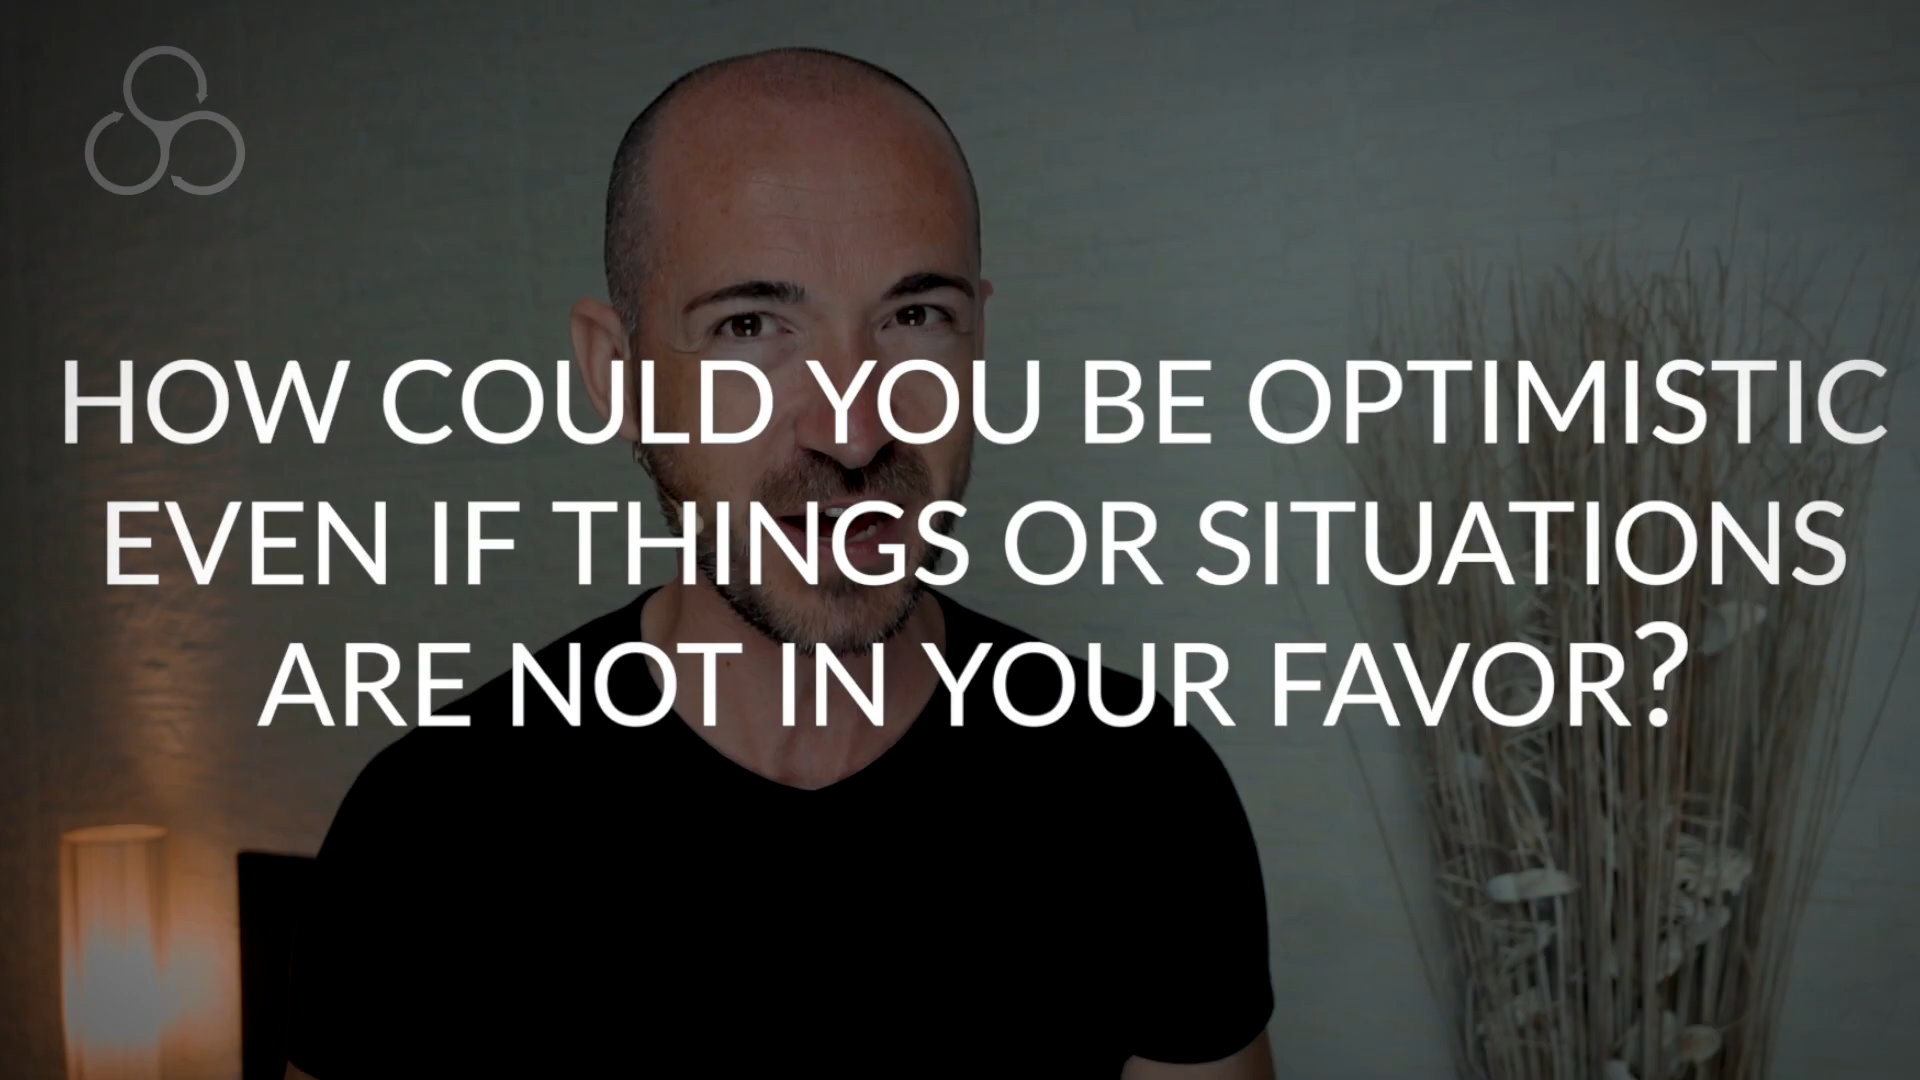 HOW COULD YOU BE OPTIMISTIC
EVEN IF THINGS OR SITUATIONS
ARE NOT IN YOUR FAVOR?